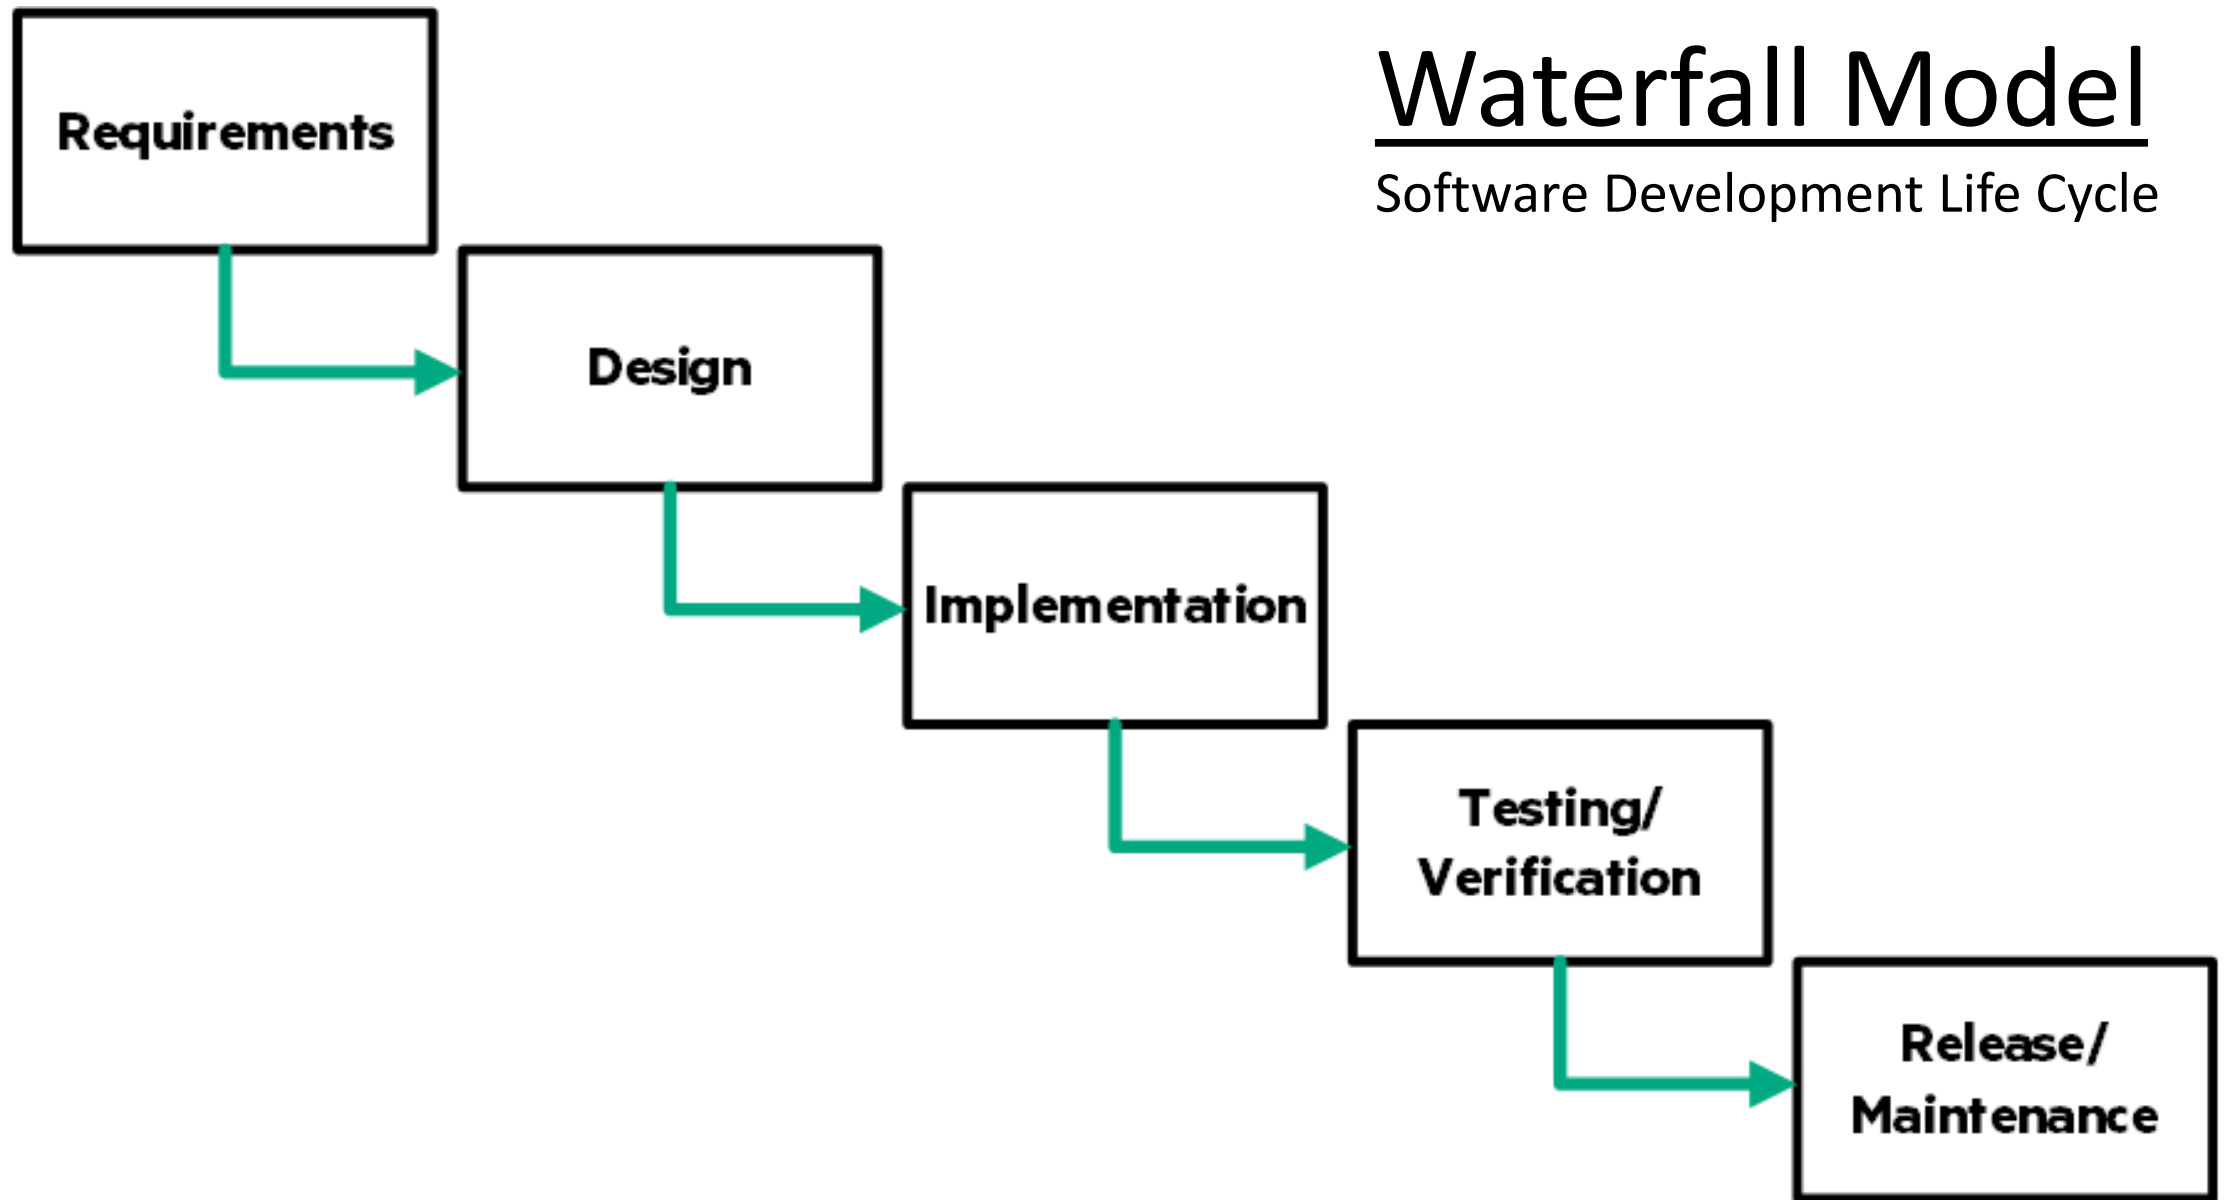 Waterfall Model
Software Development Life Cycle
Requirements
Design
Implementation
Testing/
Verification
Release/
Maintenance